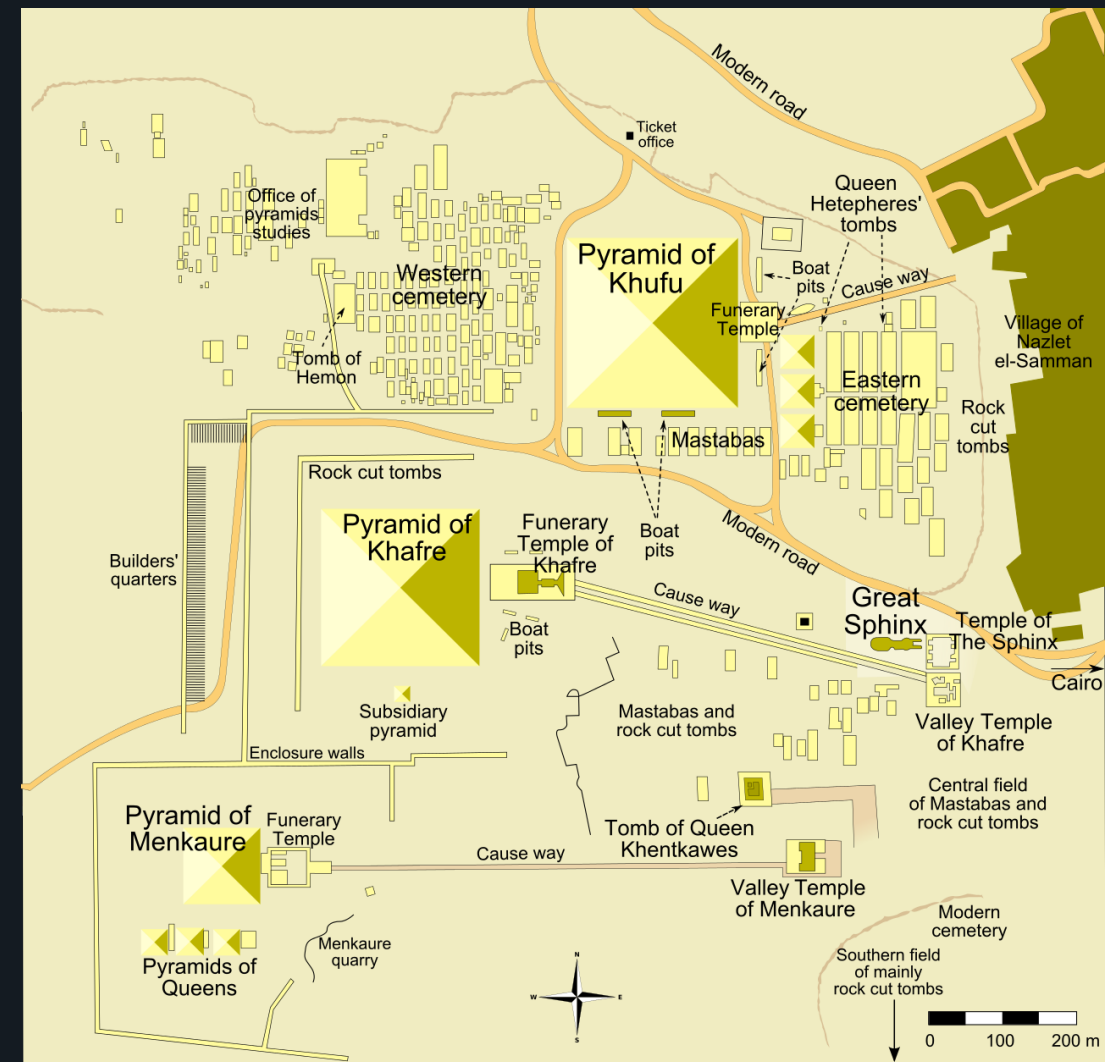 Modern road
Ticket
office
Queen
Hetepheres'
tombs
Office of
pyramids
studies
Pyramid of
Khufu
Boat
pits
Cause way
Western
cemetery
Funerary
Temple
Village of
Nazlet
el-Samman
Tomb of
Hemon
Eastern
cemetery
Rock
cut
tombs
Mastabas
Rock cut tombs
Boat
pits
Modern road
Pyramid of
Khafre
Funerary
Temple of
Khafre
Builders'
quarters
Cause way
Great
Sphinx
Temple of
The Sphinx
Boat
pits
Cairo
Subsidiary
pyramid
Mastabas and
rock cut tombs
Valley Temple
of Khafre
Enclosure walls
Central field
of Mastabas and
rock cut tombs
Pyramid of
Menkaure
Funerary
Temple
Tomb of Queen
Khentkawes
Cause way
Valley Temple
of Menkaure
Modern
cemetery
Menkaure
quarry
Pyramids of
Queens
Southern field
of mainly
rock cut tombs
N
W
E
S
0 100 200 m